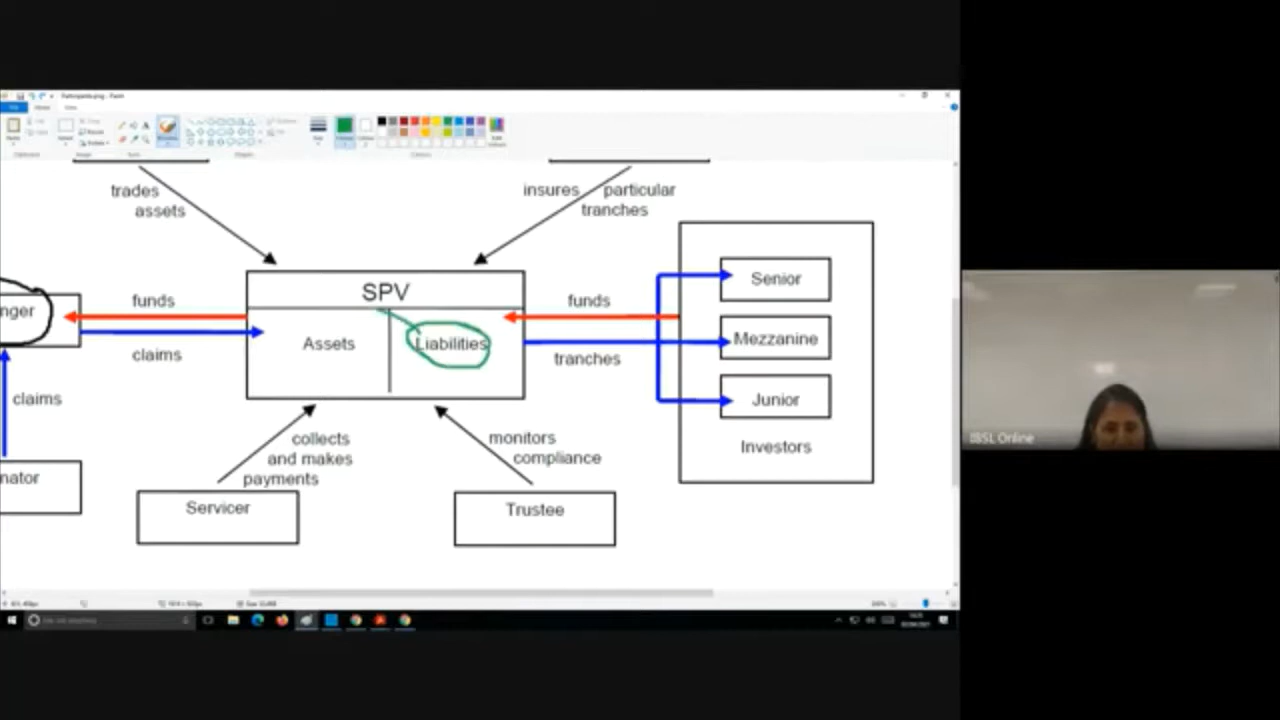 trades
assets
insures particular
tranches
SPV
Assets
Liabilities
nger
funds
claims
funds
tranches
Senior
Mezzanine
Junior
Investors
claims
nator
collects
and makes
payments
Servicer
monitors
compliance
Trustee
IBSL Online